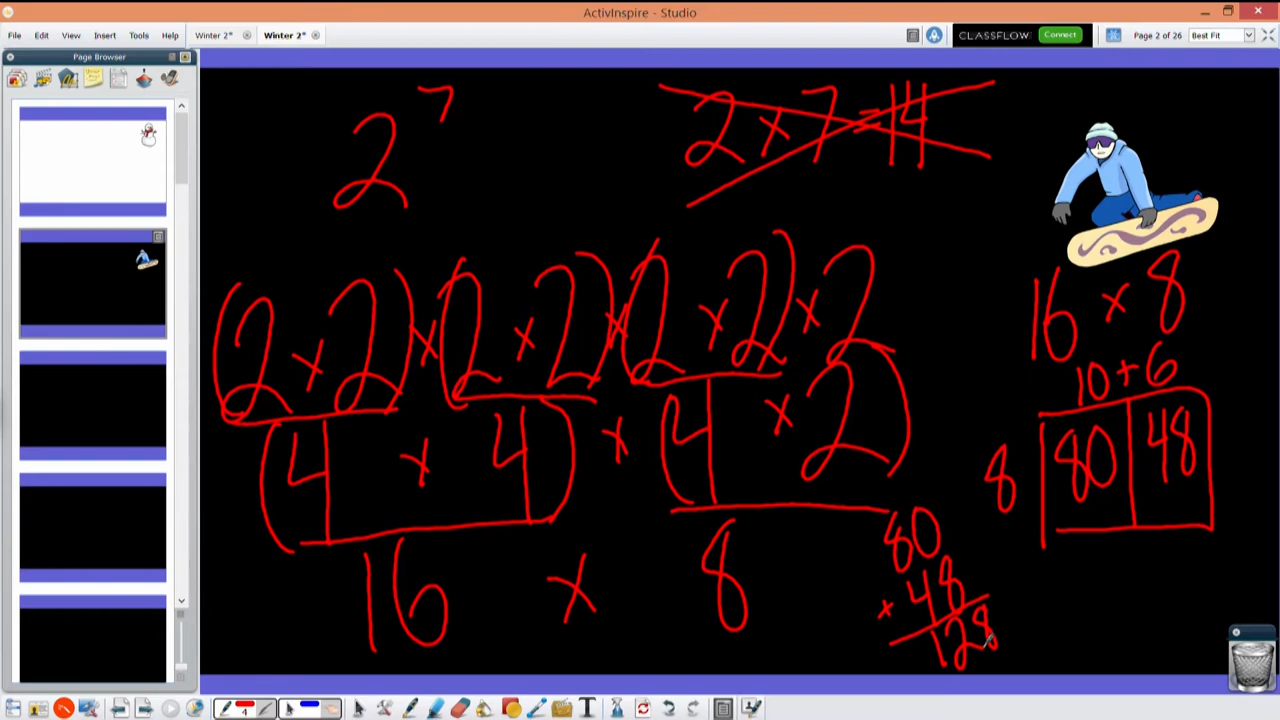 ActivInspire - Studio
File Edit View Insert Tools Help
Winter 2* Winter 2*
CLASSFLOW Connect
Page 2 of 26 Best Fit
Page Browser
2⁷
2 x 7 = 14
(2 x 2) x (2 x 2) x (2 x 2) x 2
(4 x 4) x (4 x 2)
16 x 8
80
x 48
128
16 x 8
10 + 6
8 80 48
4
T